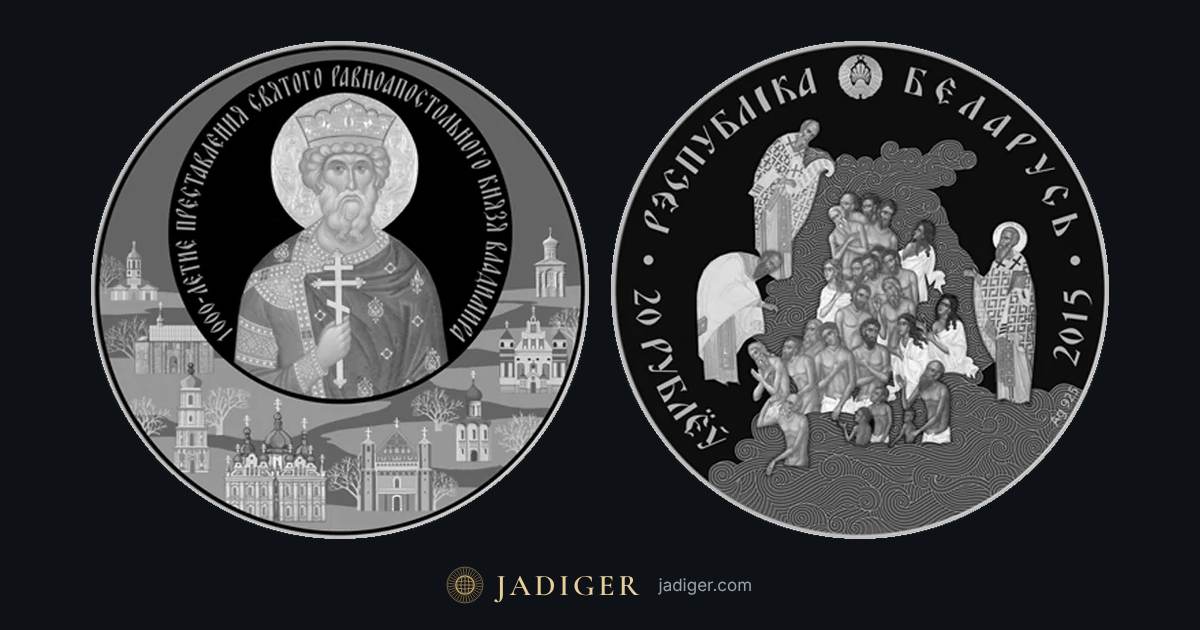 1000-ЛЕТИЕ ПРЕСТАВЛЕНИЯ СВЯТОГО РАВНОАПОСТОЛЬНОГО КНЯЗЯ ВЛАДИМИРА
РЭСПУБЛІКА БЕЛАРУСЬ
20 РУБЛЁЎ
2015
Ag 925
JADIGER jadiger.com